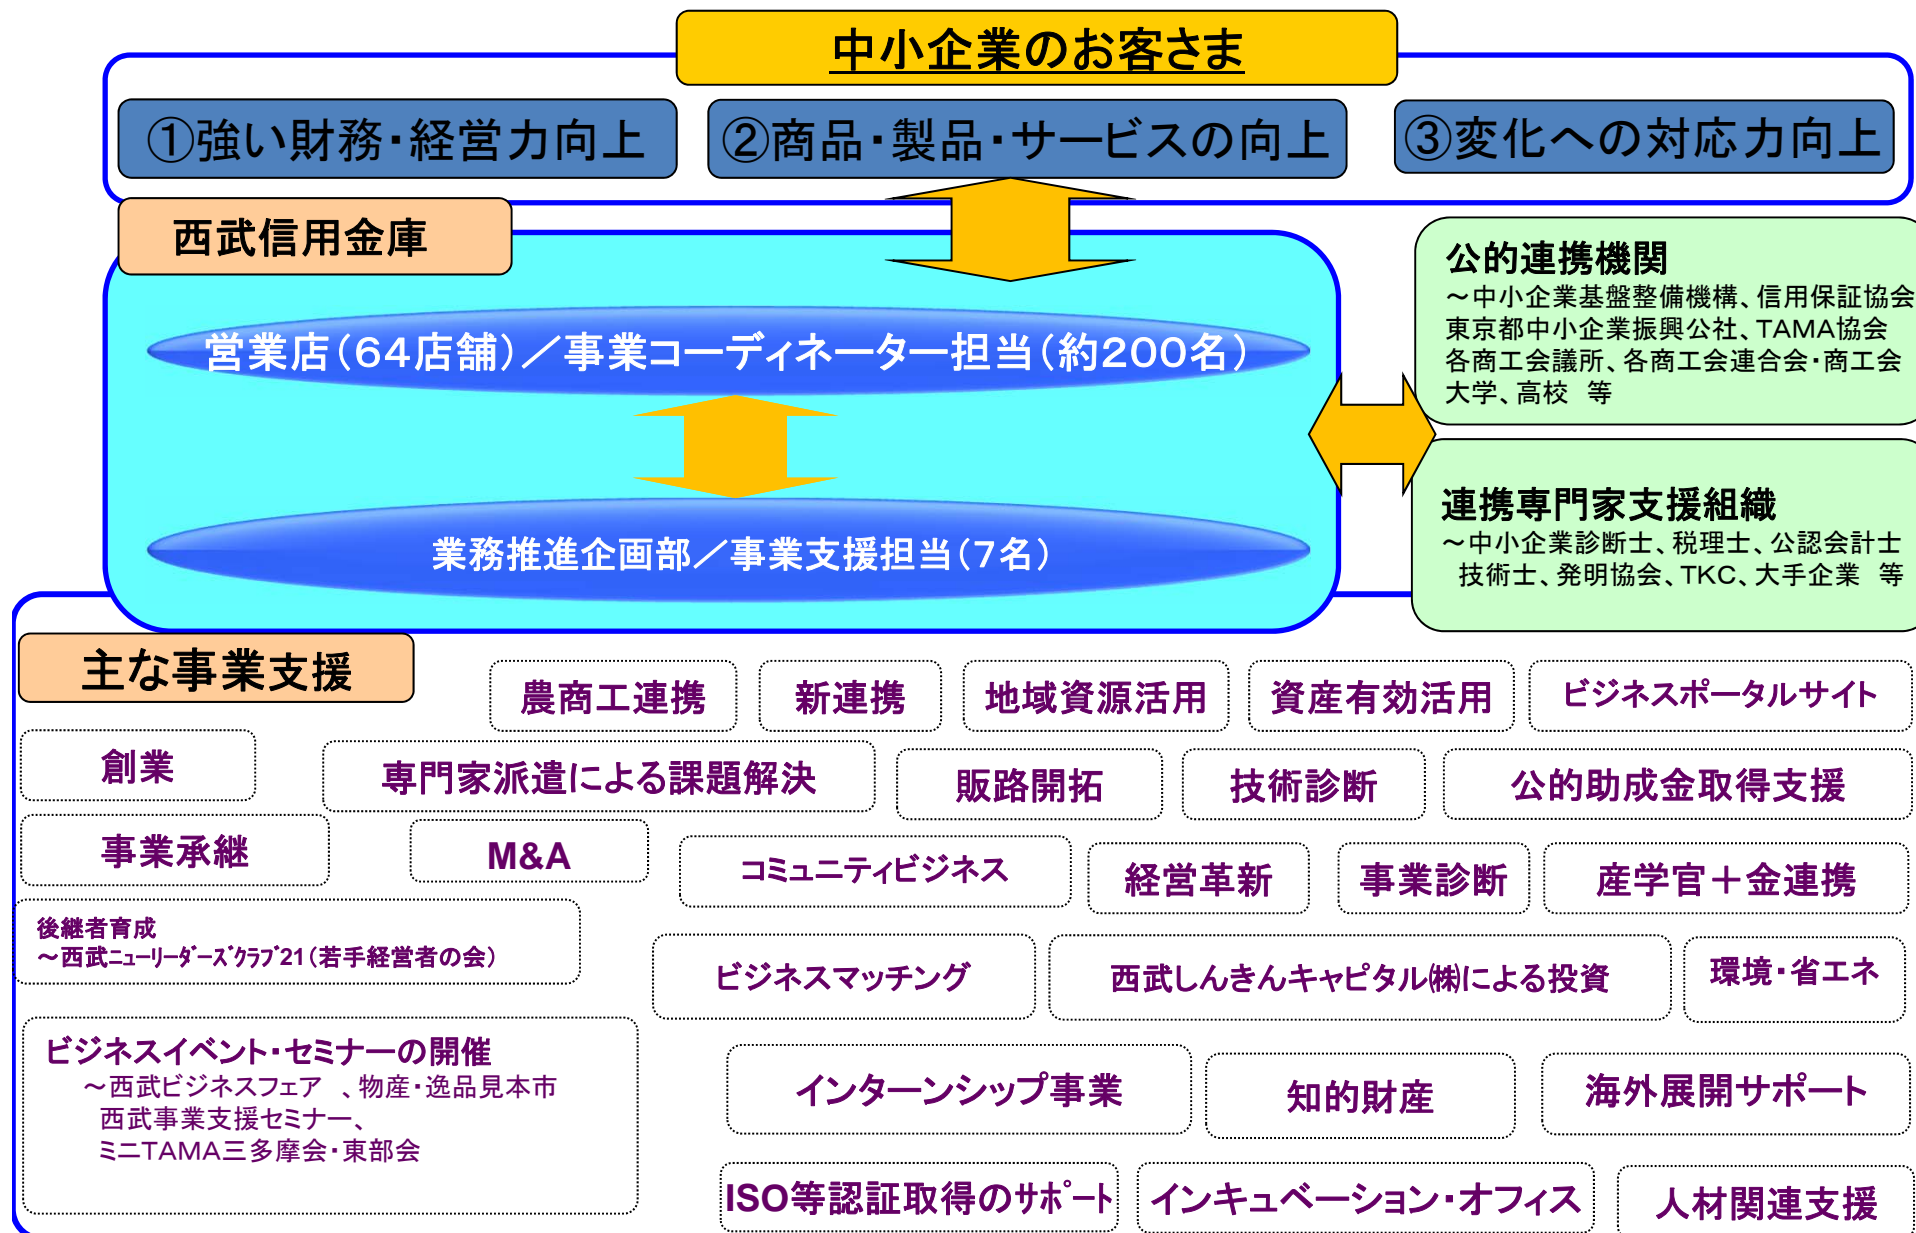 中小企業のお客さま
①強い財務・経営力向上
②商品・製品・サービスの向上
③変化への対応力向上
西武信用金庫
営業店(64店舗)／事業コーディネーター担当(約200名)
業務推進企画部／事業支援担当(7名)
公的連携機関
～中小企業基盤整備機構、信用保証協会
東京都中小企業振興公社、TAMA協会
各商工会議所、各商工会連合会・商工会
大学、高校 等
連携専門家支援組織
～中小企業診断士、税理士、公認会計士
技術士、発明協会、TKC、大手企業 等
主な事業支援
農商工連携
新連携
地域資源活用
資産有効活用
ビジネスポータルサイト
創業
専門家派遣による課題解決
販路開拓
技術診断
公的助成金取得支援
事業承継
M&A
コミュニティビジネス
経営革新
事業診断
産学官＋金連携
後継者育成
～西武ﾆｭｰﾘｰﾀﾞｰｽﾞｸﾗﾌﾞ21(若手経営者の会)
ビジネスマッチング
西武しんきんキャピタル㈱による投資
環境・省エネ
ビジネスイベント・セミナーの開催
～西武ビジネスフェア 、物産・逸品見本市
西武事業支援セミナー、
ミニTAMA三多摩会・東部会
インターンシップ事業
知的財産
海外展開サポート
ISO等認証取得のｻﾎﾟｰﾄ
インキュベーション・オフィス
人材関連支援